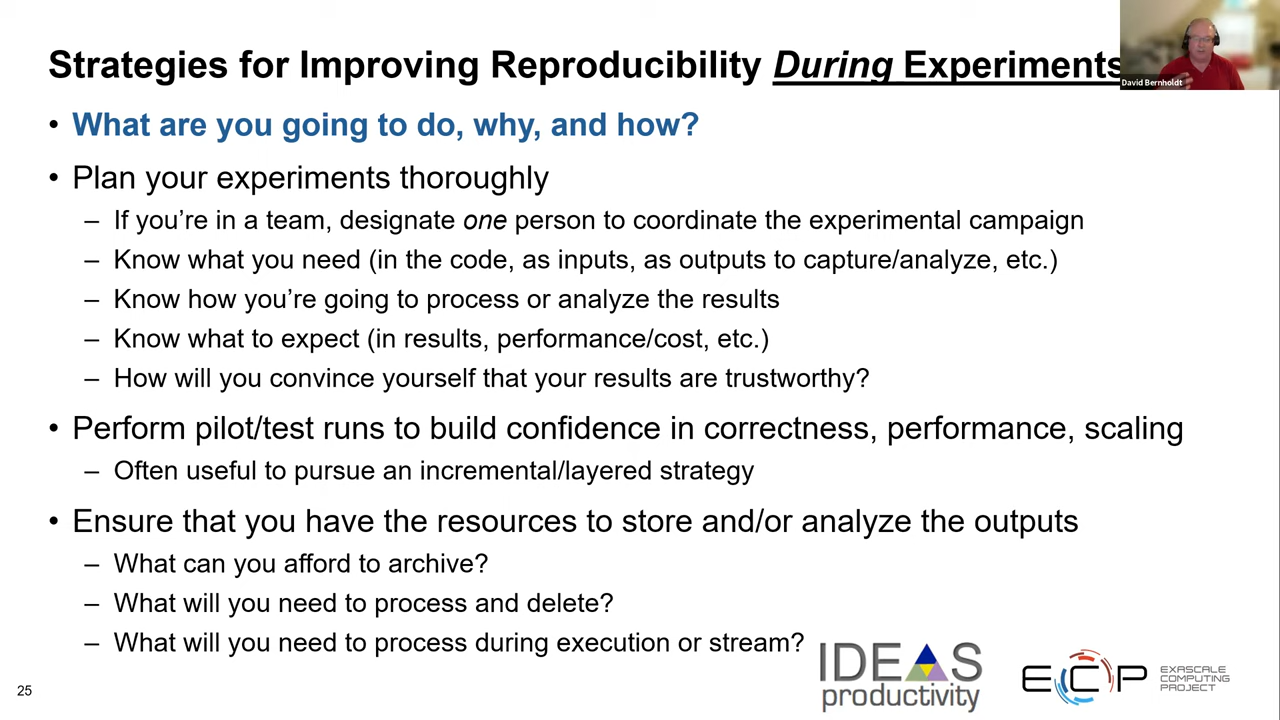 Strategies for Improving Reproducibility During Experiments
David Bernholdt
• What are you going to do, why, and how?
• Plan your experiments thoroughly
– If you're in a team, designate one person to coordinate the experimental campaign
– Know what you need (in the code, as inputs, as outputs to capture/analyze, etc.)
– Know how you're going to process or analyze the results
– Know what to expect (in results, performance/cost, etc.)
– How will you convince yourself that your results are trustworthy?
• Perform pilot/test runs to build confidence in correctness, performance, scaling
– Often useful to pursue an incremental/layered strategy
• Ensure that you have the resources to store and/or analyze the outputs
– What can you afford to archive?
– What will you need to process and delete?
– What will you need to process during execution or stream?
25
IDEAS
productivity
ECP
EXASCALE
COMPUTING
PROJECT